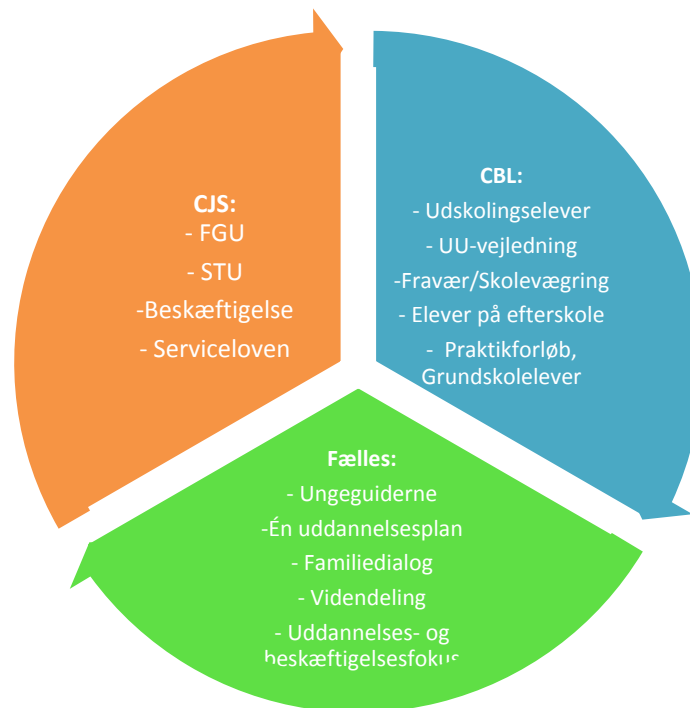 CJS:
- FGU
- STU
-Beskæftigelse
- Serviceloven
CBL:
- Udskolingselever
- UU-vejledning
-Fravær/Skolevægring
- Elever på efterskole
- Praktikforløb,
Grundskolelever
Fælles:
- Ungeguiderne
-Én uddannelsesplan
- Familiedialog
- Videndeling
- Uddannelses- og
beskæftigelsesfokus